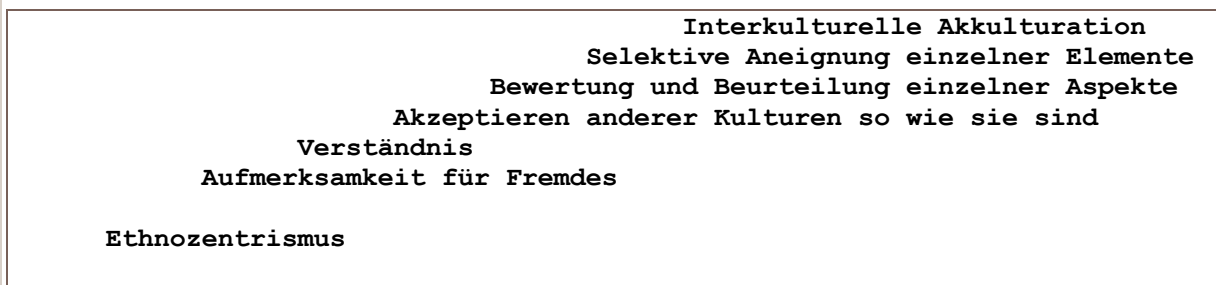 Interkulturelle Akkulturation
Selektive Aneignung einzelner Elemente
Bewertung und Beurteilung einzelner Aspekte
Akzeptieren anderer Kulturen so wie sie sind
Verständnis
Aufmerksamkeit für Fremdes
Ethnozentrismus